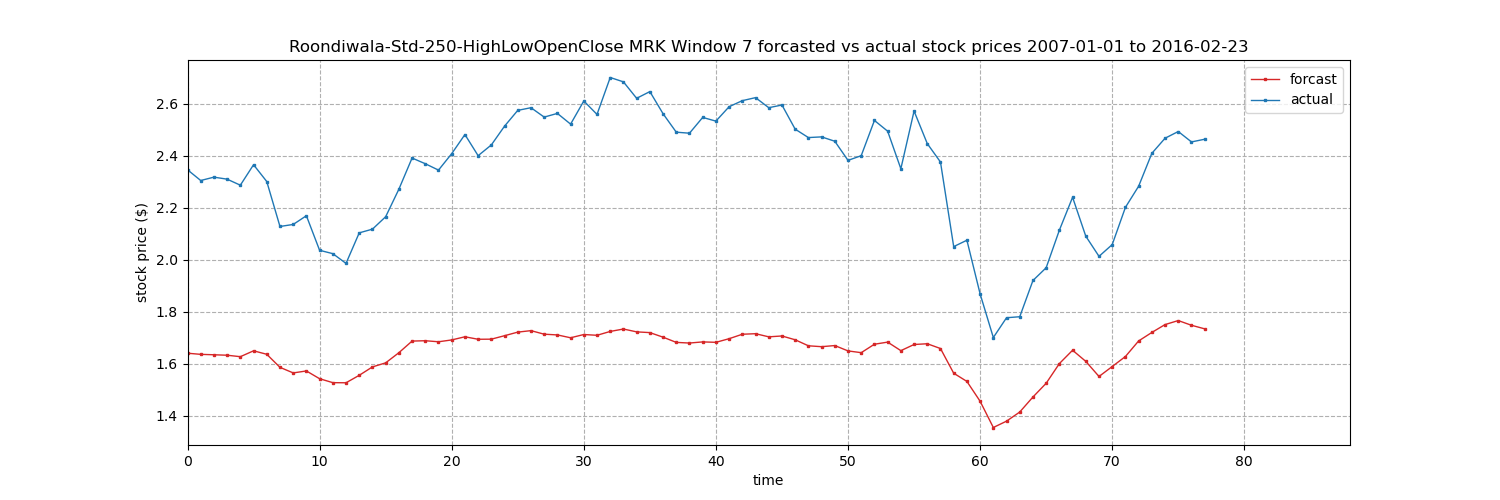 Roondiwala-Std-250-HighLowOpenClose MRK Window 7 forcasted vs actual stock prices 2007-01-01 to 2016-02-23
forcast
actual
stock price ($)
2.6
2.4
2.2
2.0
1.8
1.6
1.4
0 10 20 30 40 50 60 70 80
time